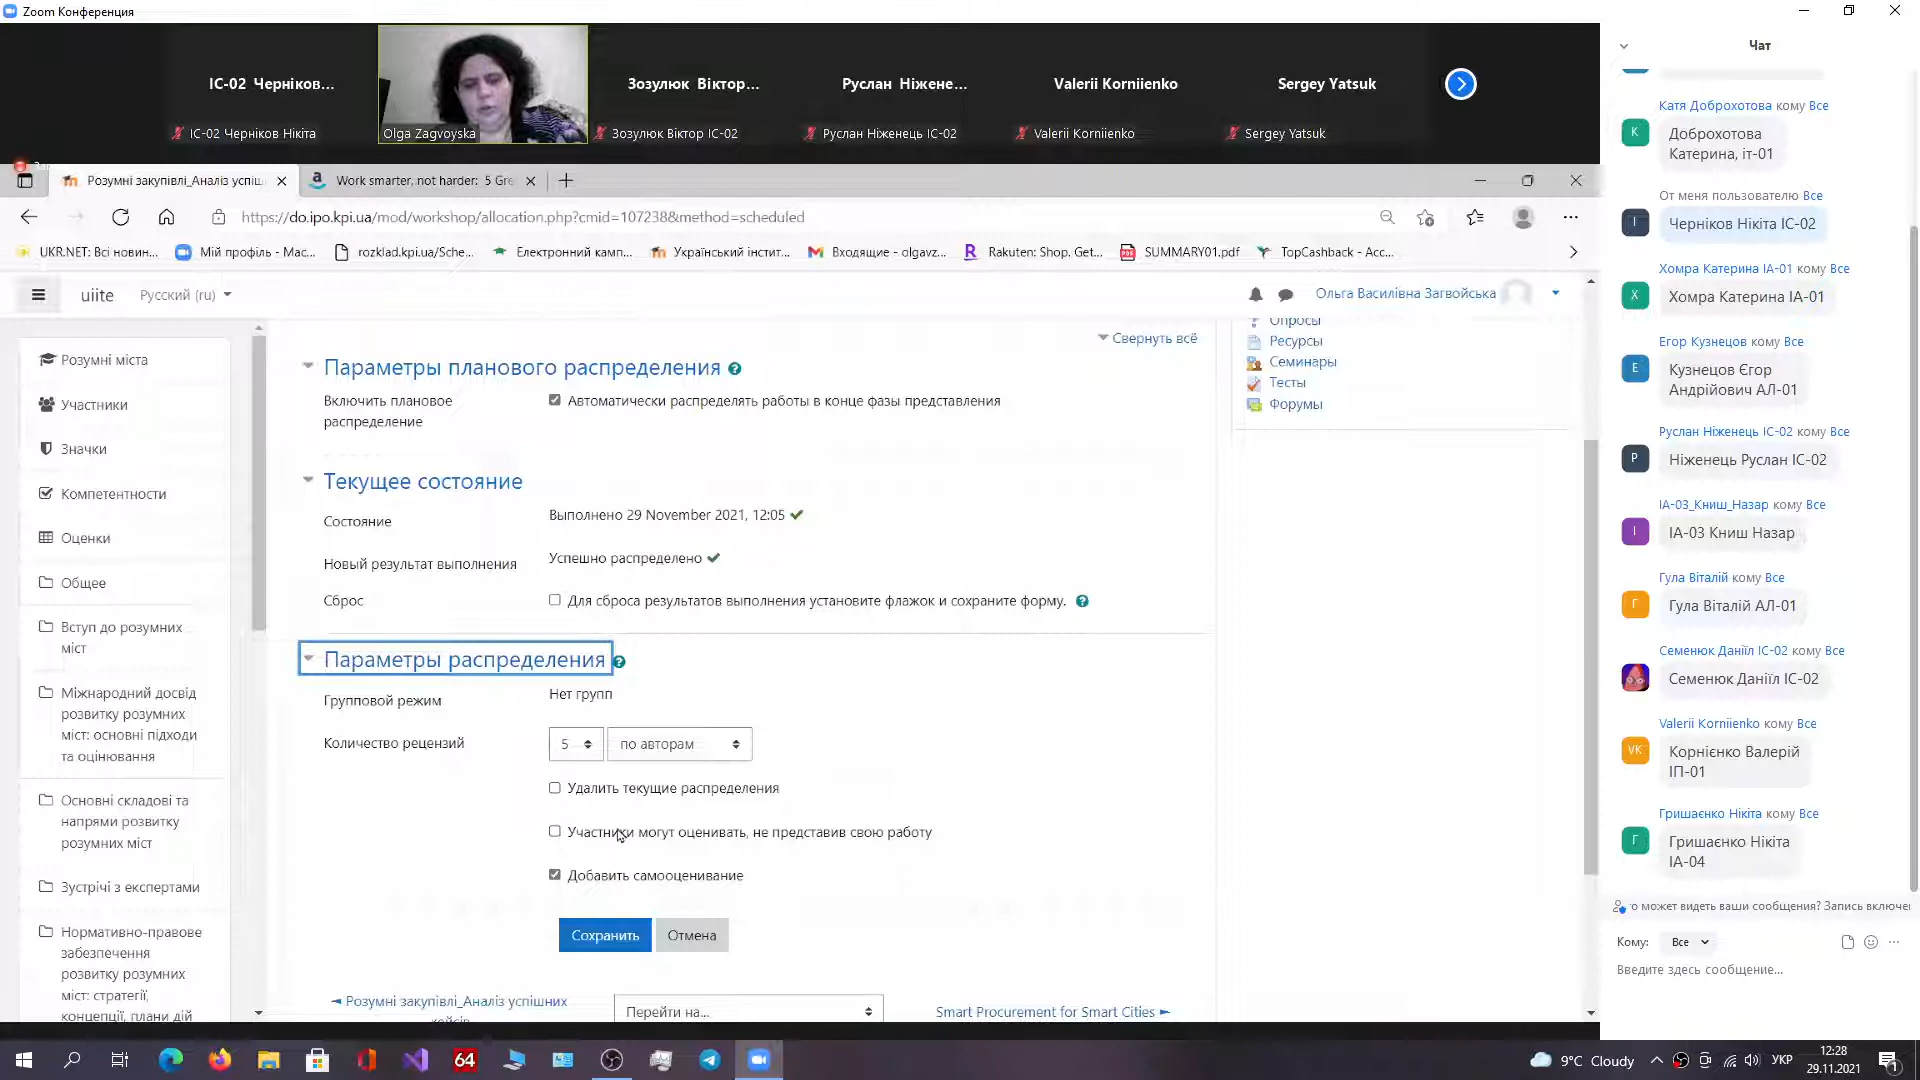 Zoom Конференция
ІС-02 Черніков...
Зозулюк Віктор...
Руслан Нiжене...
Valerii Korniienko
Sergey Yatsuk
ІС-02 Черніков Нікіта
Olga Zagvoyska
Зозулюк Віктор ІС-02
Руслан Ніженець ІС-02
Valerii Korniienko
Sergey Yatsuk
Розумні закупівлі_Аналіз успіш
Work smarter, not harder: 5 Gre
https://do.ipo.kpi.ua/mod/workshop/allocation.php?cmid=107238&method=scheduled
UKR.NET: Всі новин...
Мій профіль - Mac...
rozklad.kpi.ua/Sche...
Електронний камп...
Український інстит...
Входящие - olgavz...
Rakuten: Shop. Get...
SUMMARY01.pdf
TopCashback - Acc...
uiite
Русский (ru)
Ольга Василівна Загвойська
Розумні міста
Участники
Значки
Компетентности
Оценки
Общее
Вступ до розумних
міст
Міжнародний досвід
розвитку розумних
міст: основні підходи
та оцінювання
Основні складові та
напрями розвитку
розумних міст
Зустрічі з експертами
Нормативно-правове
забезпечення
розвитку розумних
міст: стратегії,
концепції, плани дій
Свернуть всё
Параметры планового распределения
Включить плановое
распределение
Автоматически распределять работы в конце фазы представления
Текущее состояние
Состояние
Выполнено 29 November 2021, 12:05
Новый результат выполнения
Успешно распределено
Сброс
Для сброса результатов выполнения установите флажок и сохраните форму.
Параметры распределения
Групповой режим
Нет групп
Количество рецензий
5
по авторам
Удалить текущие распределения
Участники могут оценивать, не представив свою работу
Добавить самооценивание
Сохранить
Отмена
◄ Розумні закупівлі_Аналіз успішних
кейсів
Перейти на...
Smart Procurement for Smart Cities ►
Опросы
Ресурсы
Семинары
Тесты
Форумы
Чат
Катя Доброхотова кому Все
К
Доброхотова
Катерина, іт-01
От меня пользователю Все
І
Черніков Нікіта ІС-02
Хомра Катерина ІА-01 кому Все
Х
Хомра Катерина ІА-01
Егор Кузнецов кому Все
Е
Кузнецов Єгор
Андрійович АЛ-01
Руслан Ніженець ІС-02 кому Все
Р
Ніженець Руслан ІС-02
ІА-03_Книш_Назар кому Все
І
ІА-03 Книш Назар
Гула Віталій кому Все
Г
Гула Віталій АЛ-01
Семенюк Данііл ІС-02 кому Все
Семенюк Данііл ІС-02
Valerii Korniienko кому Все
VK
Корнієнко Валерій
ІП-01
Гришаєнко Нікіта кому Все
Г
Гришаєнко Нікіта
ІА-04
то может видеть ваши сообщения? Запись включен
Кому:
Все
Введите здесь сообщение...
64
9°C Cloudy
УКР
12:28
29.11.2021
1